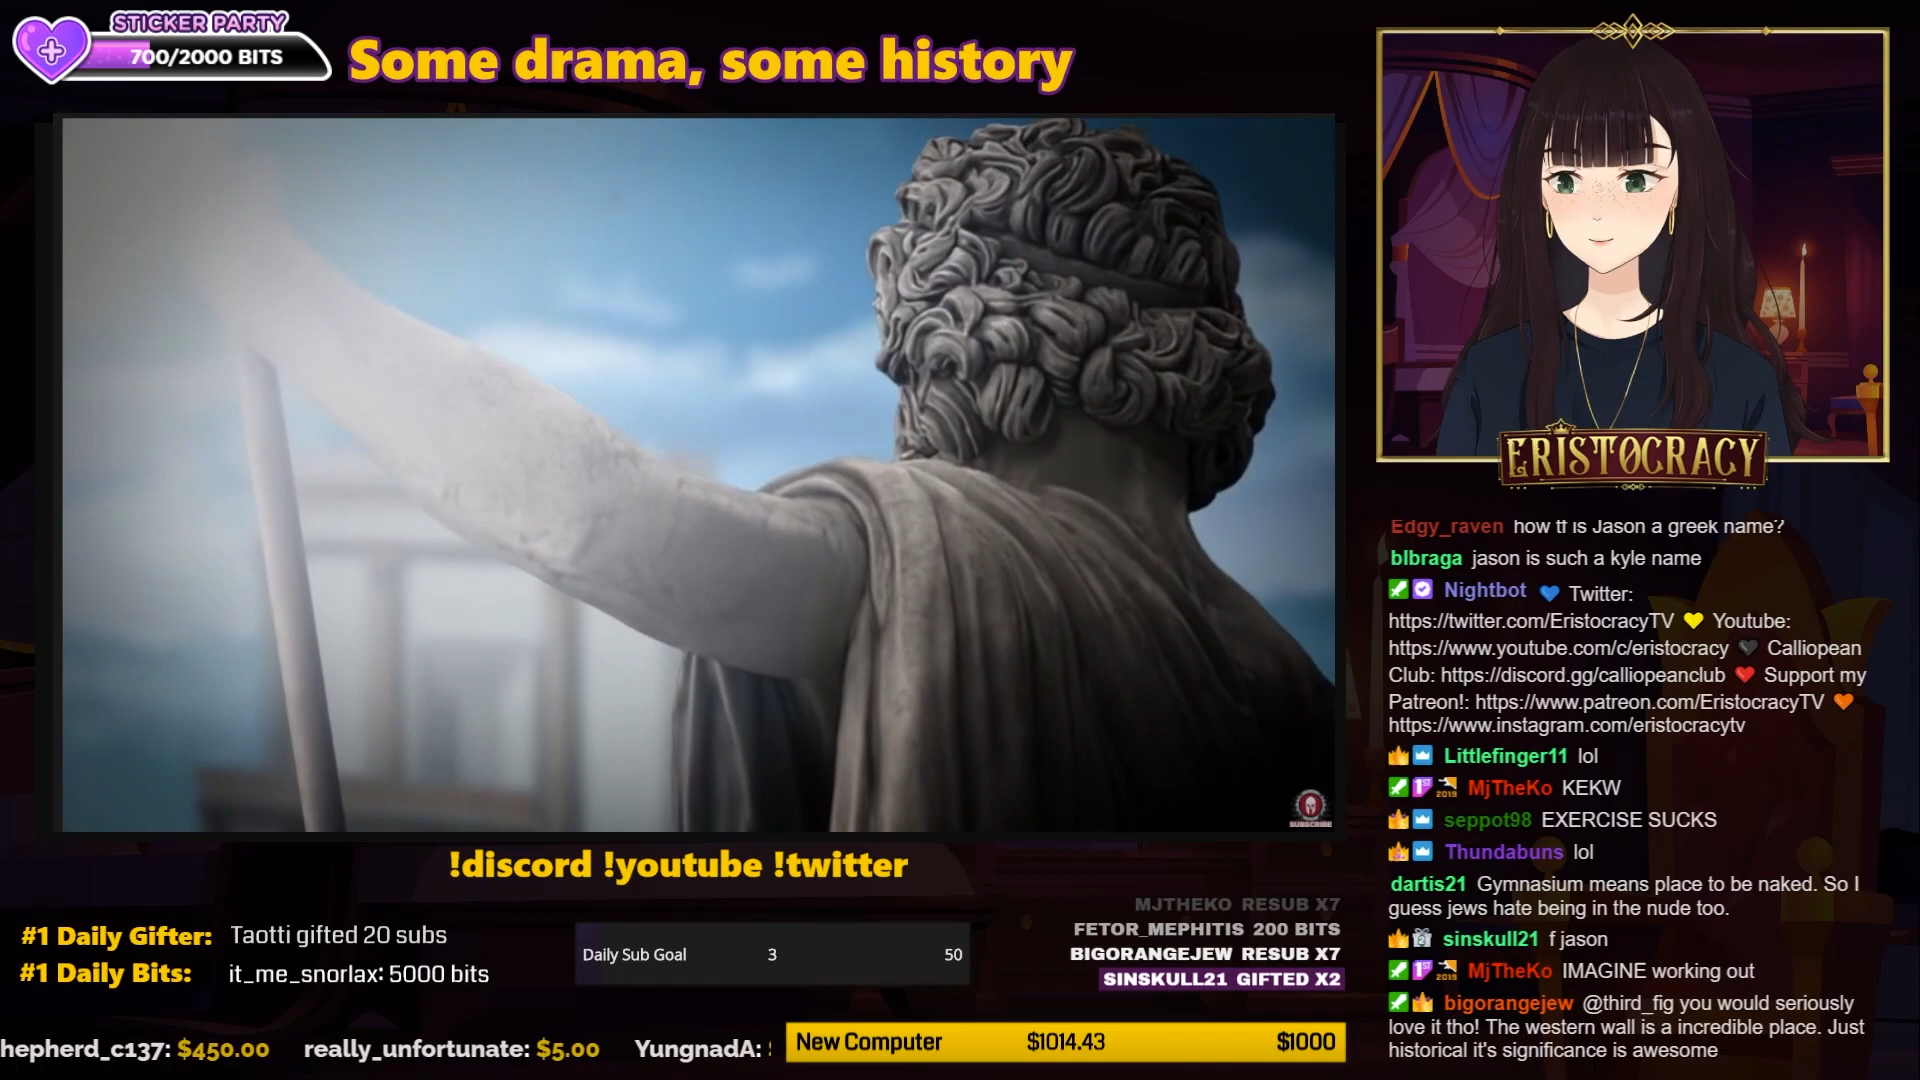 STICKER PARTY
700/2000 BITS
Some drama, some history
SUBSCRIBE
ERISTOCRACY
Edgy_raven how tf is Jason a greek name?
blbraga jason is such a kyle name
Nightbot Twitter:
https://twitter.com/EristocracyTV Youtube:
https://www.youtube.com/c/eristocracy Calliopean
Club: https://discord.gg/calliopeanclub Support my
Patreon!: https://www.patreon.com/EristocracyTV
https://www.instagram.com/eristocracytv
Littlefinger11 lol
1ST 2019 MjTheKo KEKW
seppot98 EXERCISE SUCKS
Thundabuns lol
dartis21 Gymnasium means place to be naked. So I
guess jews hate being in the nude too.
sinskull21 f jason
1ST 2019 MjTheKo IMAGINE working out
bigorangejew @third_fig you would seriously
love it tho! The western wall is a incredible place. Just
historical it's significance is awesome
!discord !youtube !twitter
#1 Daily Gifter: Taotti gifted 20 subs
#1 Daily Bits: it_me_snorlax: 5000 bits
Daily Sub Goal 3 50
MJTHEKO RESUB X7
FETOR_MEPHITIS 200 BITS
BIGORANGEJEW RESUB X7
SINSKULL21 GIFTED X2
hepherd_c137: $450.00 really_unfortunate: $5.00 YungnadA:
New Computer $1014.43 $1000